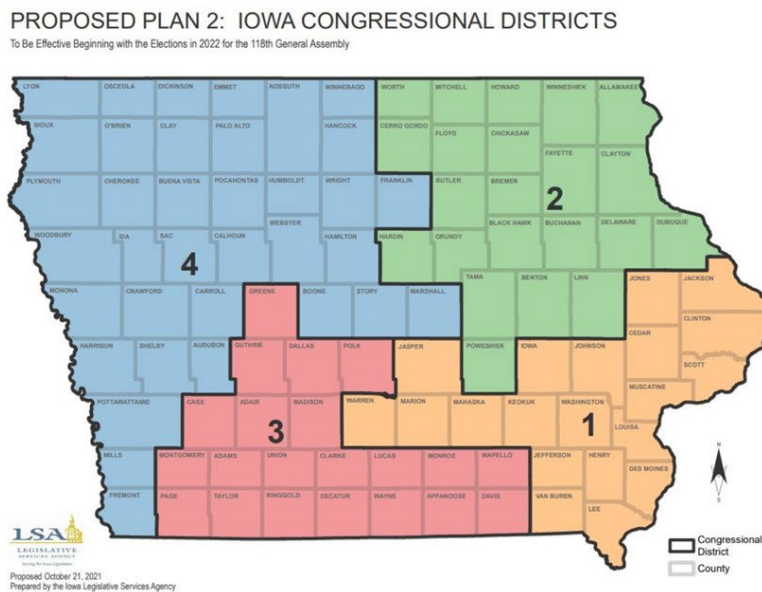 PROPOSED PLAN 2: IOWA CONGRESSIONAL DISTRICTS
To Be Effective Beginning with the Elections in 2022 for the 118th General Assembly
LYON OSCEOLA DICKINSON EMMET KOSSUTH WINNEBAGO WORTH MITCHELL HOWARD WINNESHIEK ALLAMAKEE
SIOUX O'BRIEN CLAY PALO ALTO HANCOCK CERRO GORDO FLOYD CHICKASAW
FAYETTE CLAYTON
PLYMOUTH CHEROKEE BUENA VISTA POCAHONTAS HUMBOLDT WRIGHT FRANKLIN BUTLER BREMER
2
WEBSTER BLACK HAWK BUCHANAN DELAWARE DUBUQUE
WOODBURY IDA SAC CALHOUN HAMILTON HARDIN GRUNDY
4
TAMA BENTON LINN JONES JACKSON
MONONA CRAWFORD CARROLL GREENE BOONE STORY MARSHALL
CLINTON
CEDAR
HARRISON SHELBY AUDUBON GUTHRIE DALLAS POLK JASPER POWESHIEK IOWA JOHNSON
SCOTT
MUSCATINE
POTTAWATTAMIE CASS ADAIR MADISON WARREN MARION MAHASKA KEOKUK WASHINGTON
LOUISA
3
1
MILLS MONTGOMERY ADAMS UNION CLARKE LUCAS MONROE WAPELLO JEFFERSON HENRY
DES MOINES
FREMONT PAGE TAYLOR RINGGOLD DECATUR WAYNE APPANOOSE DAVIS VAN BUREN
LEE
N
S
LSA
LEGISLATIVE
SERVICES AGENCY
Serving the Iowa Legislature
Congressional
District
County
Proposed October 21, 2021
Prepared by the Iowa Legislative Services Agency